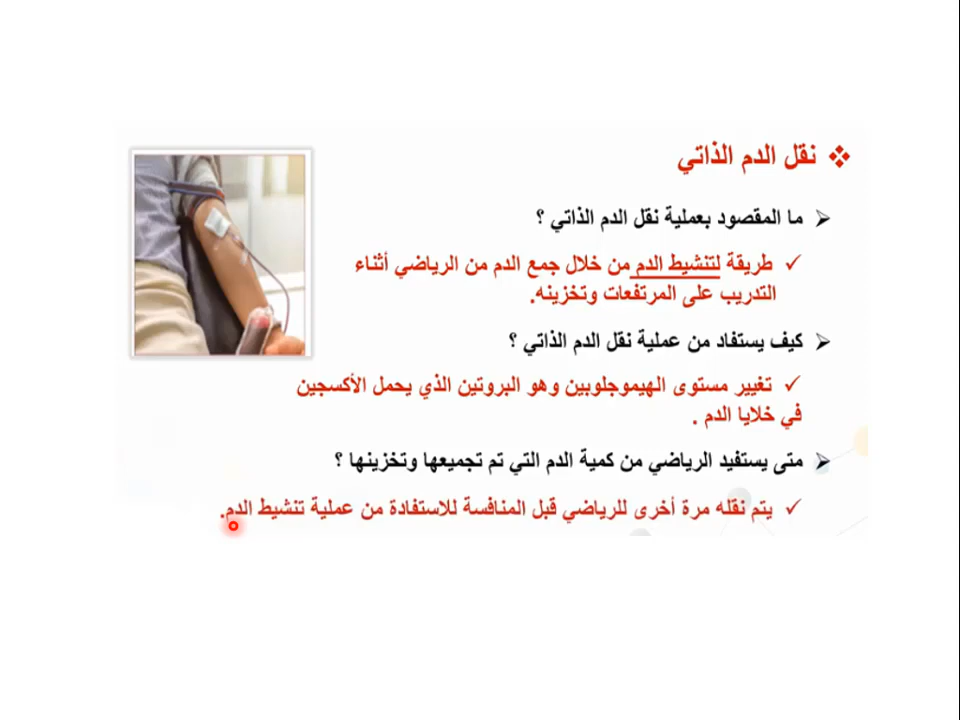 ❖ نقل الدم الذاتي
➢ ما المقصود بعملية نقل الدم الذاتي ؟
✓ طريقة لتنشيط الدم من خلال جمع الدم من الرياضي أثناء
التدريب على المرتفعات وتخزينه.
➢ كيف يستفاد من عملية نقل الدم الذاتي ؟
✓ تغيير مستوى الهيموجلوبين وهو البروتين الذي يحمل الأكسجين
في خلايا الدم .
➢ متى يستفيد الرياضي من كمية الدم التي تم تجميعها وتخزينها ؟
✓ يتم نقله مرة أخرى للرياضي قبل المنافسة للاستفادة من عملية تنشيط الدم.